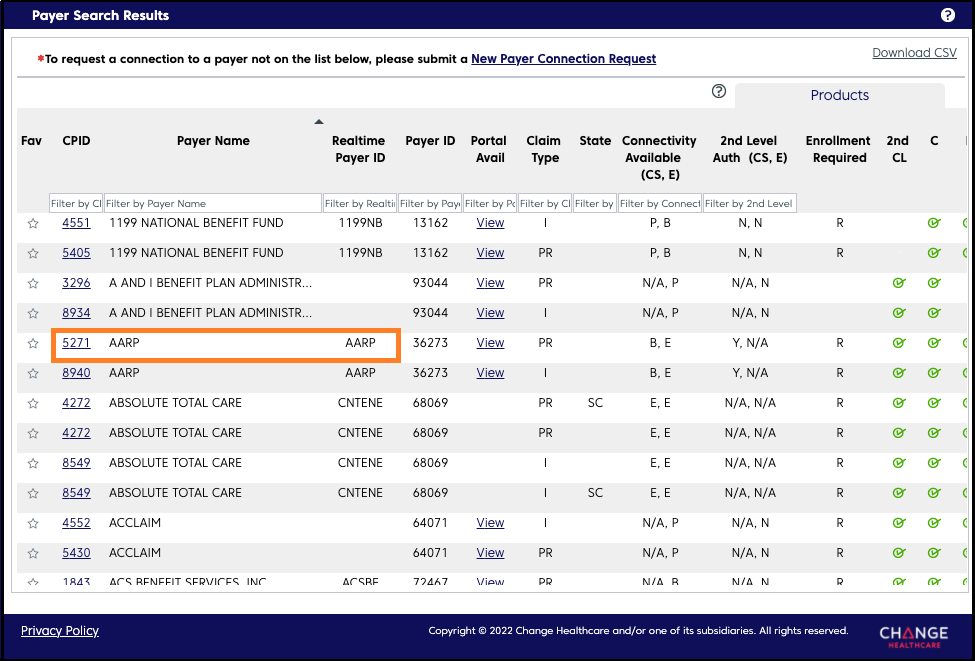 Payer Search Results
?
*To request a connection to a payer not on the list below, please submit a New Payer Connection Request
Download CSV
?
Products
Fav CPID Payer Name Realtime Payer ID Payer ID Portal Avail Claim Type State Connectivity Available (CS, E) 2nd Level Auth (CS, E) Enrollment Required 2nd CL C
Filter by Cl Filter by Payer Name Filter by Realti Filter by Paye Filter by Po Filter by Cl Filter by Filter by Connect Filter by 2nd Level
4551 1199 NATIONAL BENEFIT FUND 1199NB 13162 View I P, B N, N R
5405 1199 NATIONAL BENEFIT FUND 1199NB 13162 View PR P, B N, N R
3296 A AND I BENEFIT PLAN ADMINISTR... 93044 View PR N/A, P N/A, N
8934 A AND I BENEFIT PLAN ADMINISTR... 93044 View I N/A, P N/A, N
5271 AARP AARP 36273 View PR B, E Y, N/A R
8940 AARP AARP 36273 View I B, E Y, N/A R
4272 ABSOLUTE TOTAL CARE CNTENE 68069 PR SC E, E N/A, N/A R
4272 ABSOLUTE TOTAL CARE CNTENE 68069 PR E, E N/A, N/A R
8549 ABSOLUTE TOTAL CARE CNTENE 68069 I E, E N/A, N/A R
8549 ABSOLUTE TOTAL CARE CNTENE 68069 I SC E, E N/A, N/A R
4552 ACCLAIM 64071 View I N/A, P N/A, N R
5430 ACCLAIM 64071 View PR N/A, P N/A, N R
1843 ACS BENEFIT SERVICES, INC ACSBE 72467 View PR N/A, B N/A, N R
Privacy Policy
Copyright © 2022 Change Healthcare and/or one of its subsidiaries. All rights reserved.
CHANGE
HEALTHCARE